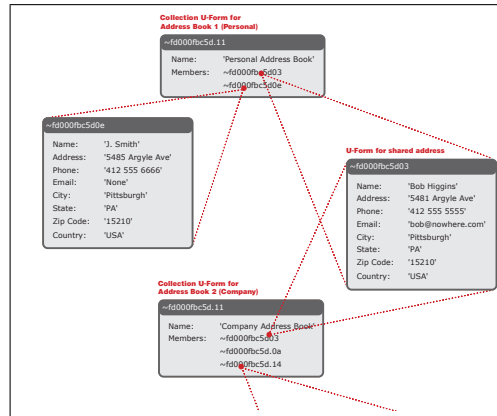 Collection U-Form for
Address Book 1 (Personal)
~fd000fbc5d.11
Name: 'Personal Address Book'
Members: ~fd000fbc5d03
~fd000fbc5d0e
~fd000fbc5d0e
Name: 'J. Smith'
Address: '5485 Argyle Ave'
Phone: '412 555 6666'
Email: 'None'
City: 'Pittsburgh'
State: 'PA'
Zip Code: '15210'
Country: 'USA'
U-Form for shared address
~fd000fbc5d03
Name: 'Bob Higgins'
Address: '5481 Argyle Ave'
Phone: '412 555 5555'
Email: 'bob@nowhere.com'
City: 'Pittsburgh'
State: 'PA'
Zip Code: '15210'
Country: 'USA'
Collection U-Form for
Address Book 2 (Company)
~fd000fbc5d.11
Name: 'Company Address Book'
Members: ~fd000fbc5d03
~fd000fbc5d.0a
~fd000fbc5d.14